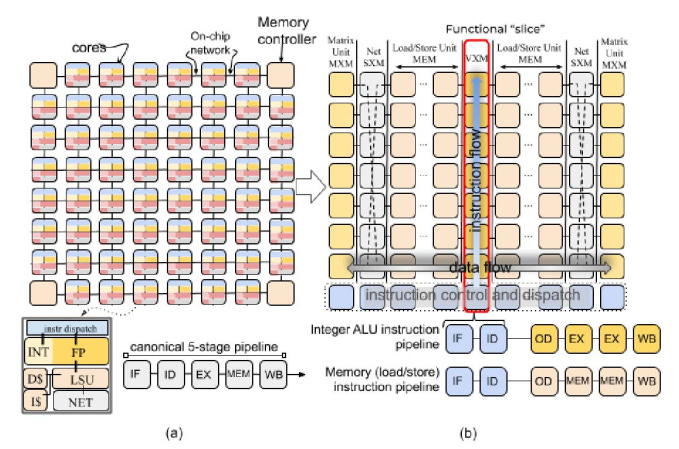 cores
On-chip
network
Memory
controller
instr dispatch
INT
FP
D$
LSU
I$
NET
canonical 5-stage pipeline
IF
ID
EX
MEM
WB
(a)
Functional “slice”
Matrix
Unit
MXM
Net
SXM
Load/Store Unit
MEM
VXM
Load/Store Unit
MEM
Net
SXM
Matrix
Unit
MXM
...
...
instruction flow
data flow
instruction control and dispatch
Integer ALU instruction
pipeline
IF
ID
OD
EX
EX
WB
Memory (load/store)
instruction pipeline
IF
ID
OD
MEM
MEM
WB
(b)